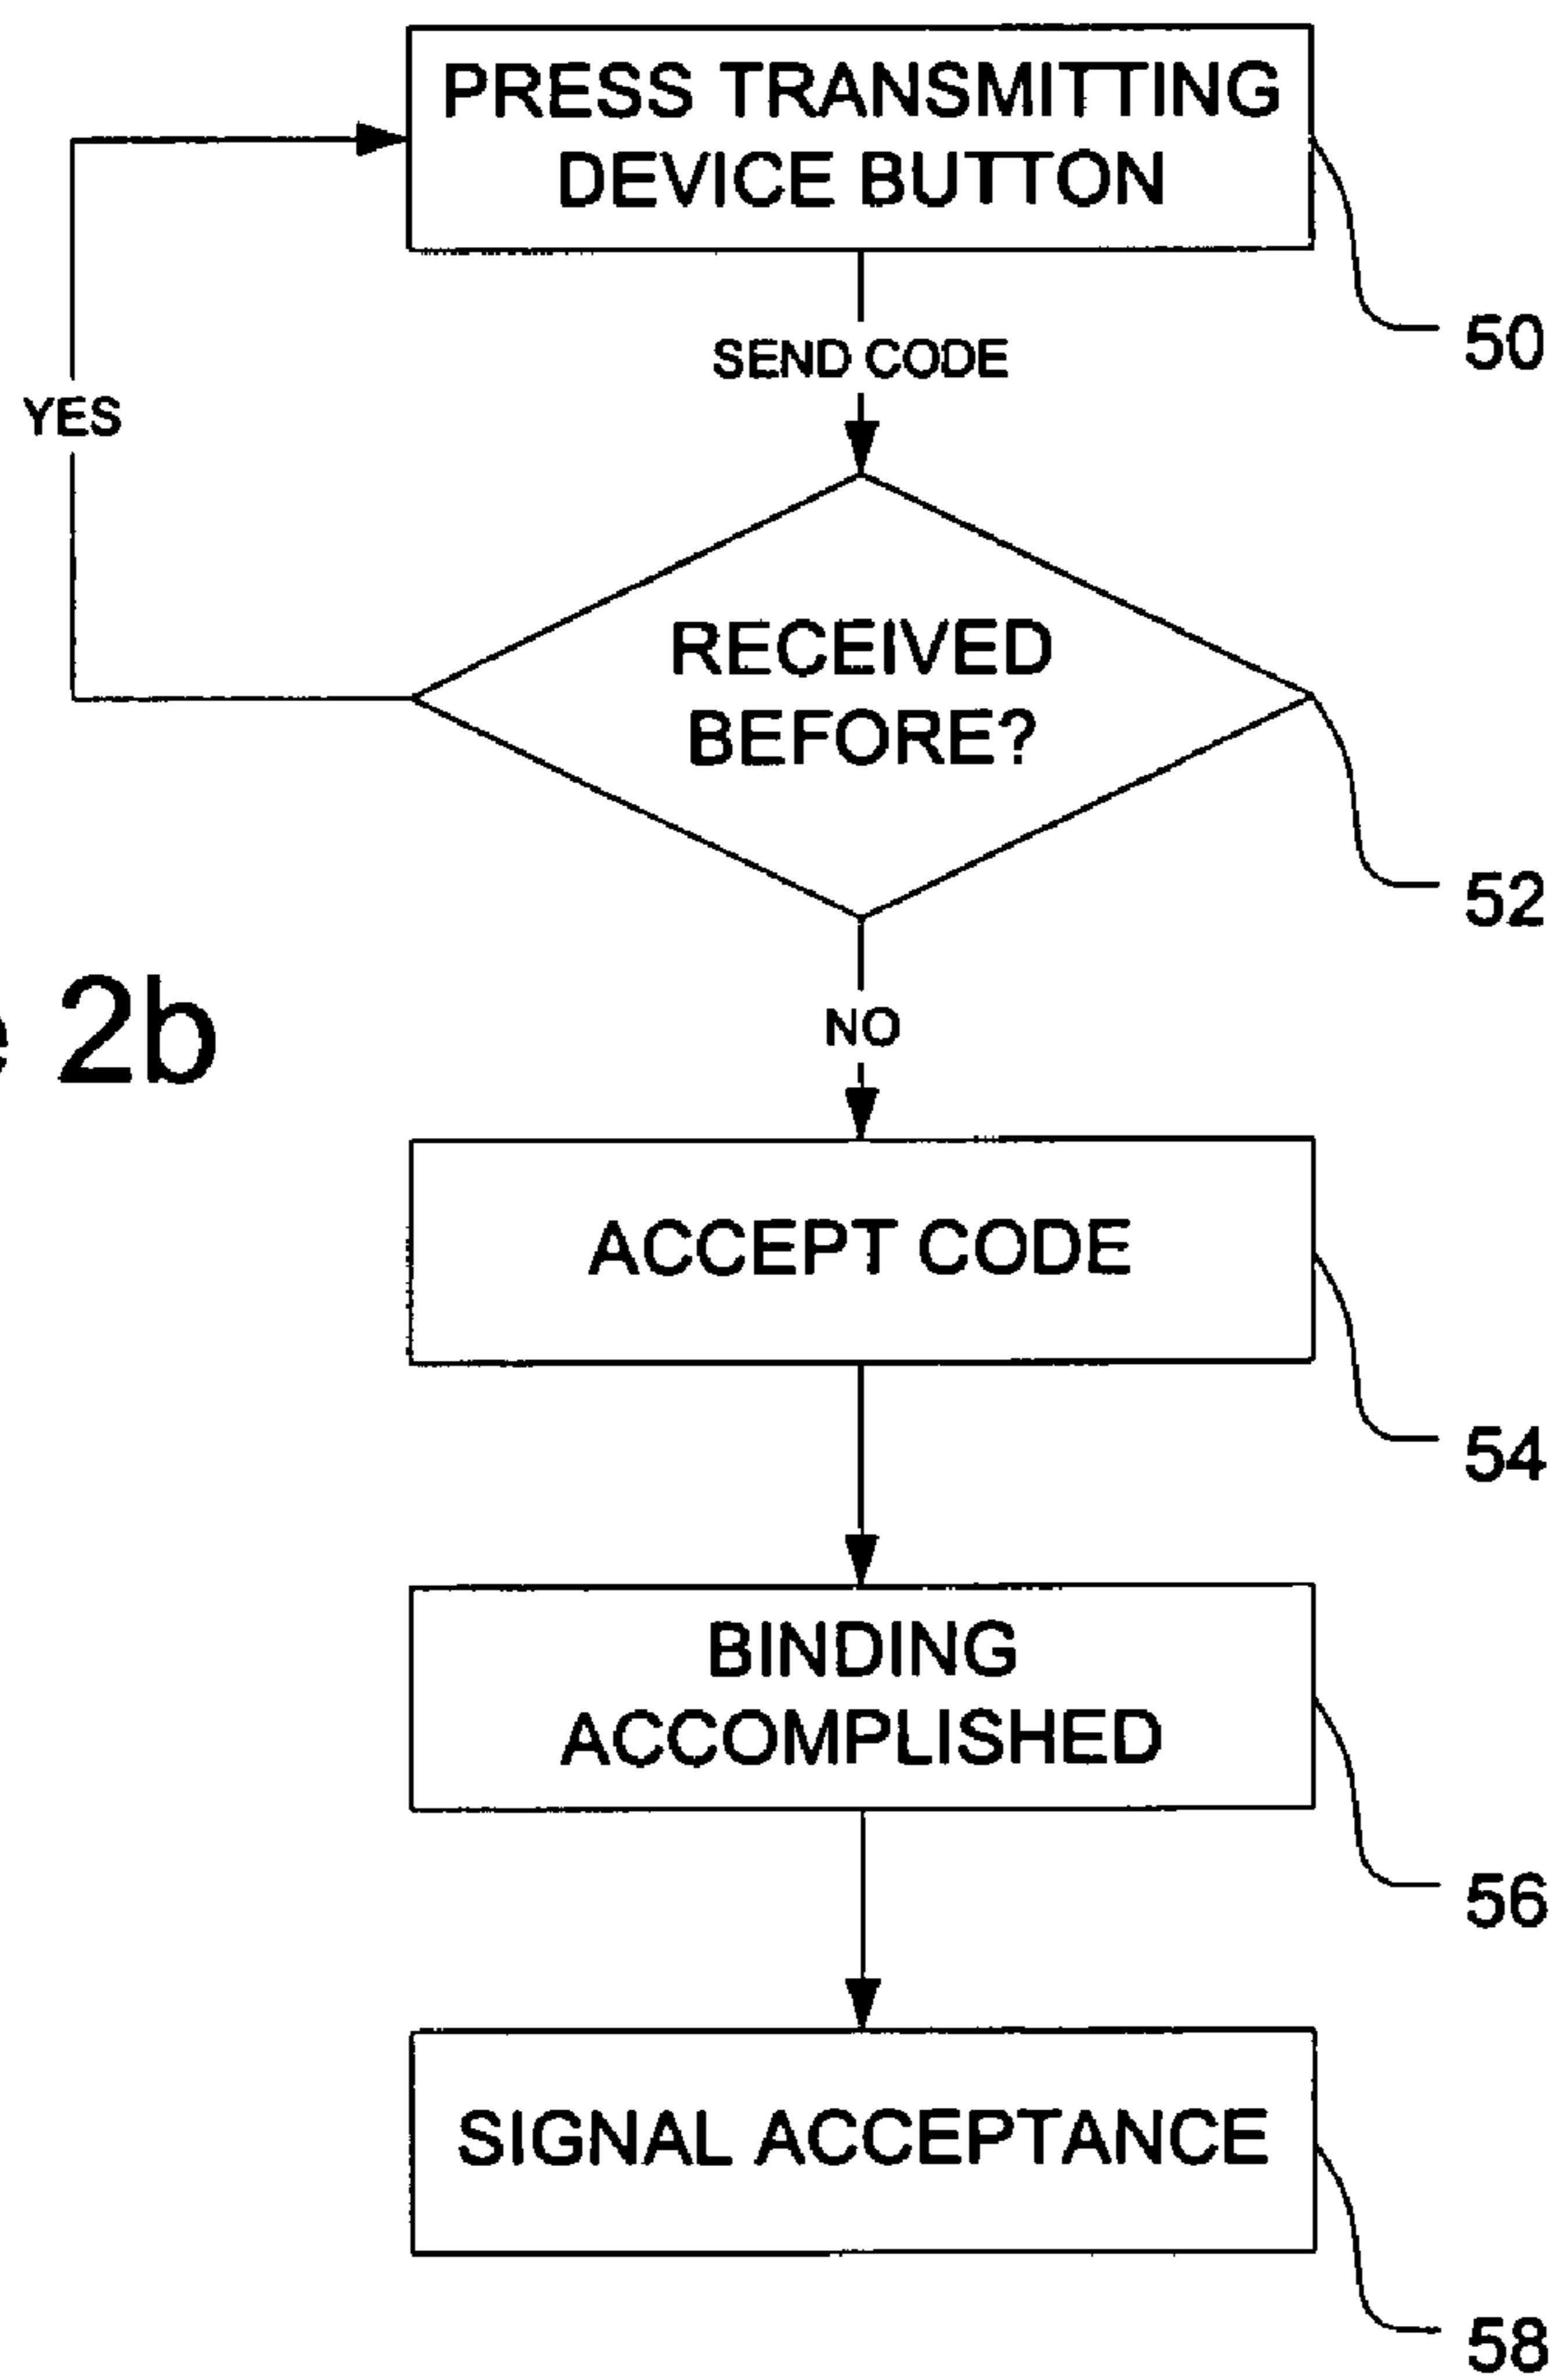 PRESS TRANSMITTING
DEVICE BUTTON
50
SEND CODE
YES
RECEIVED
BEFORE?
52
2b
NO
ACCEPT CODE
54
BINDING
ACCOMPLISHED
56
SIGNAL ACCEPTANCE
58